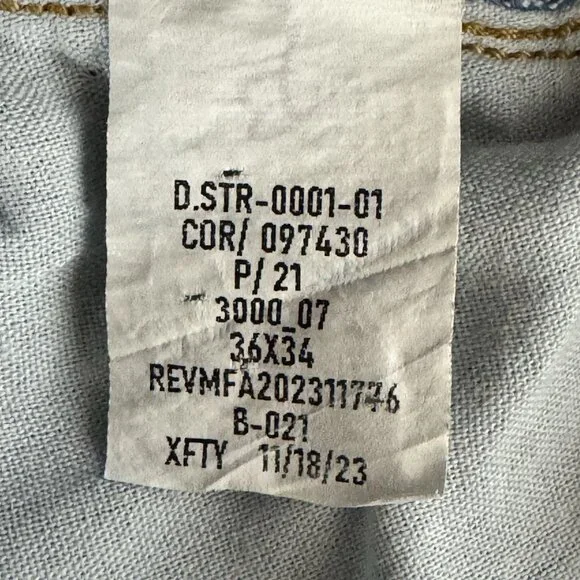 D.STR-0001-01
COR/ 097430
P/ 21
3000_07
36X34
REVMFA202311746
B-021
XFTY 11/18/23